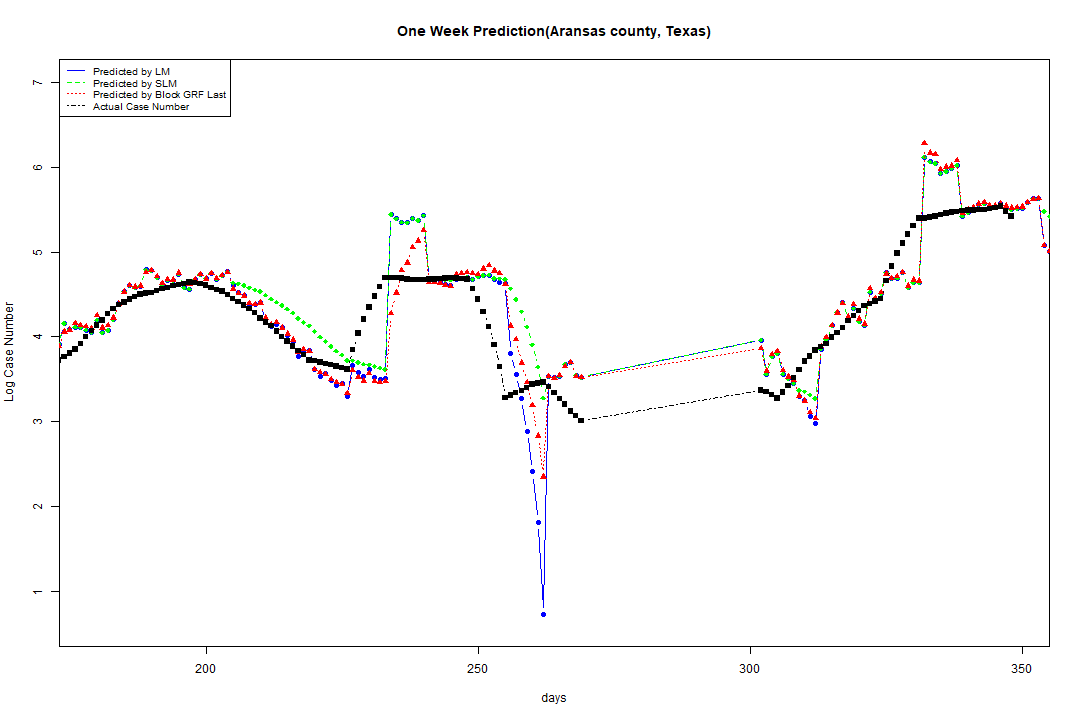 One Week Prediction(Aransas county, Texas)
Predicted by LM
Predicted by SLM
Predicted by Block GRF Last
Actual Case Number
7
6
5
4
3
2
1
Log Case Number
200
250
300
350
days